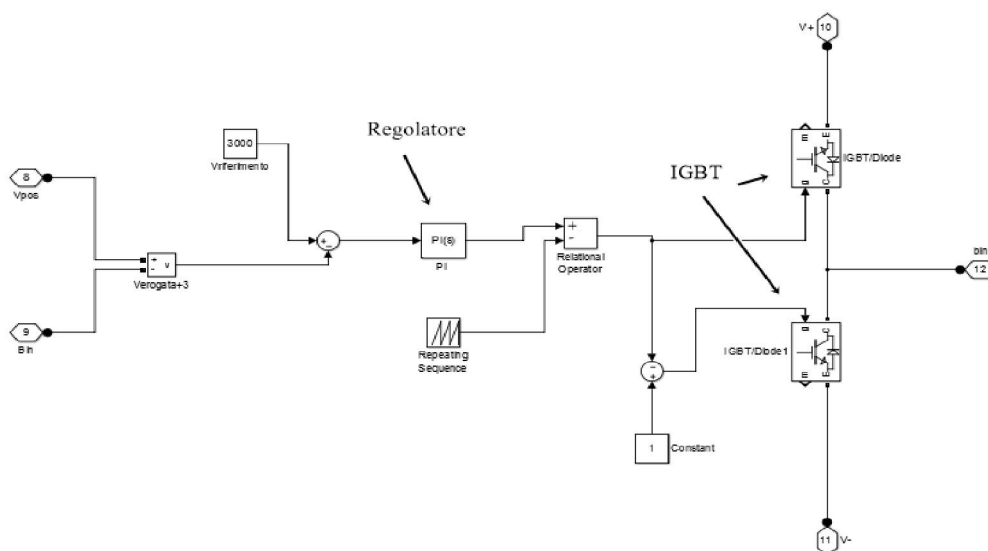 V+
10
Regolatore
3000
Vriferimento
E
m
IGBT/Diode
g
C
IGBT
8
Vpos
+
-
v
Verogata+3
+
-
PI(s)
PI
+
-
Relational
Operator
bin
12
9
Bin
Repeating
Sequence
g
C
IGBT/Diode1
m
E
-
+
1
Constant
11
V-